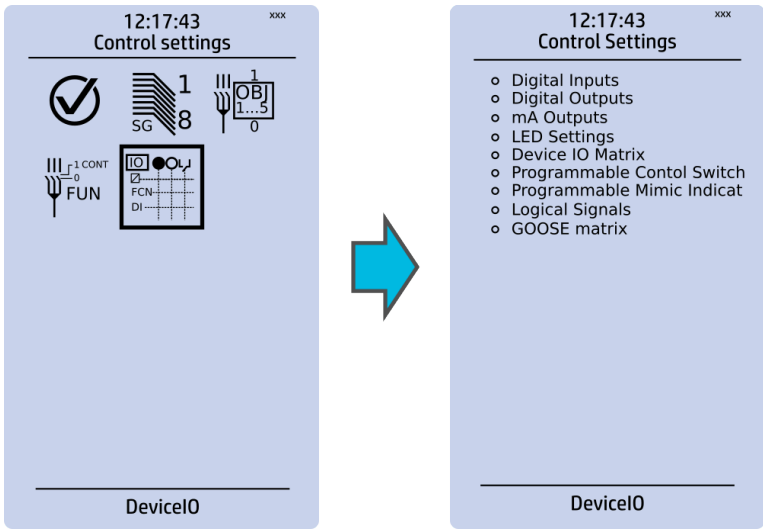 12:17:43
xxx
Control settings
1
SG
8
1
OBJ
1...5
0
1 CONT
0
FUN
IO
FCN
DI
DeviceIO
12:17:43
xxx
Control Settings
Digital Inputs
Digital Outputs
mA Outputs
LED Settings
Device IO Matrix
Programmable Contol Switch
Programmable Mimic Indicat
Logical Signals
GOOSE matrix
DeviceIO